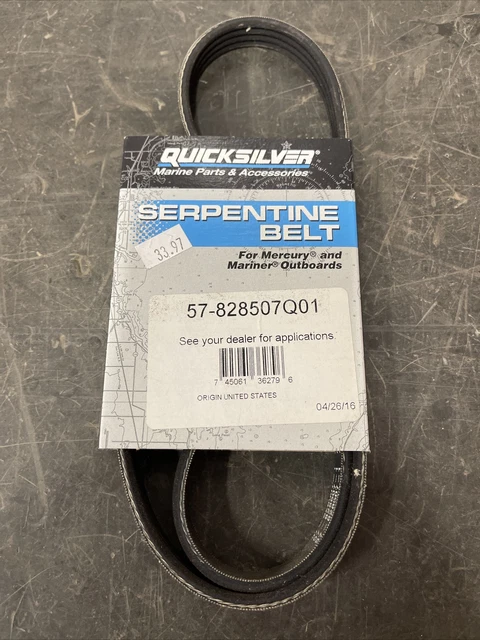 QUICKSILVER®
Marine Parts & Accessories
SERPENTINE
BELT
33.97
For Mercury® and
Mariner® Outboards
57-828507Q01
See your dealer for applications.
7 45061 36279 6
ORIGIN UNITED STATES
04/26/16